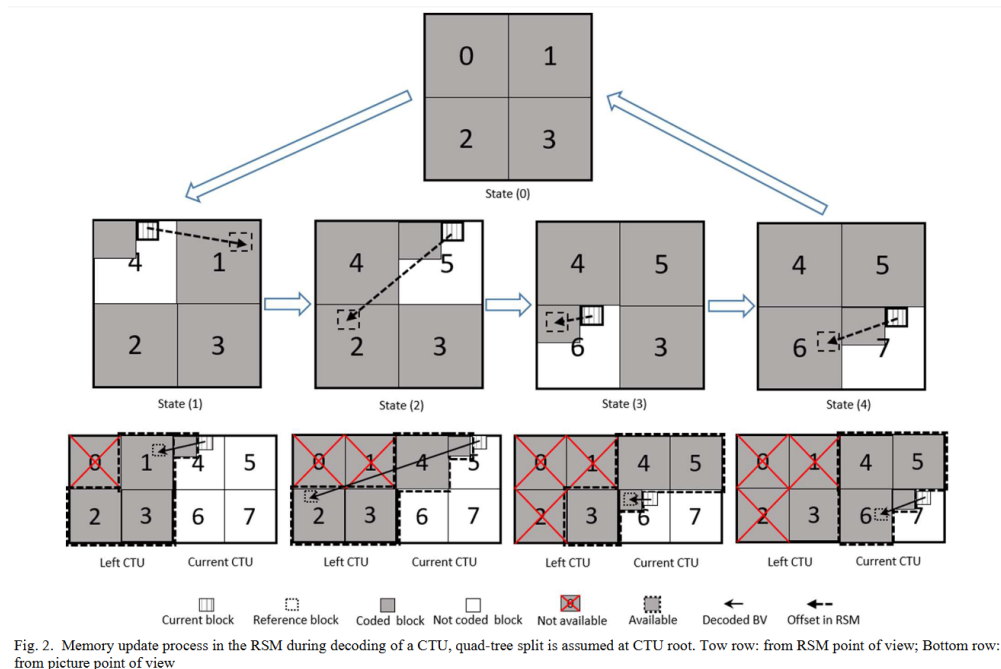 0 1
2 3
State (0)
4 1
2 3
State (1)
4 5
2 3
State (2)
4 5
6 3
State (3)
4 5
6 7
State (4)
0 1 4 5
2 3 6 7
Left CTU Current CTU
0 1 4 5
2 3 6 7
Left CTU Current CTU
0 1 4 5
2 3 6 7
Left CTU Current CTU
0 1 4 5
2 3 6 7
Left CTU Current CTU
Current block Reference block Coded block Not coded block Not available Available Decoded BV Offset in RSM
Fig. 2. Memory update process in the RSM during decoding of a CTU, quad-tree split is assumed at CTU root. Tow row: from RSM point of view; Bottom row:
from picture point of view